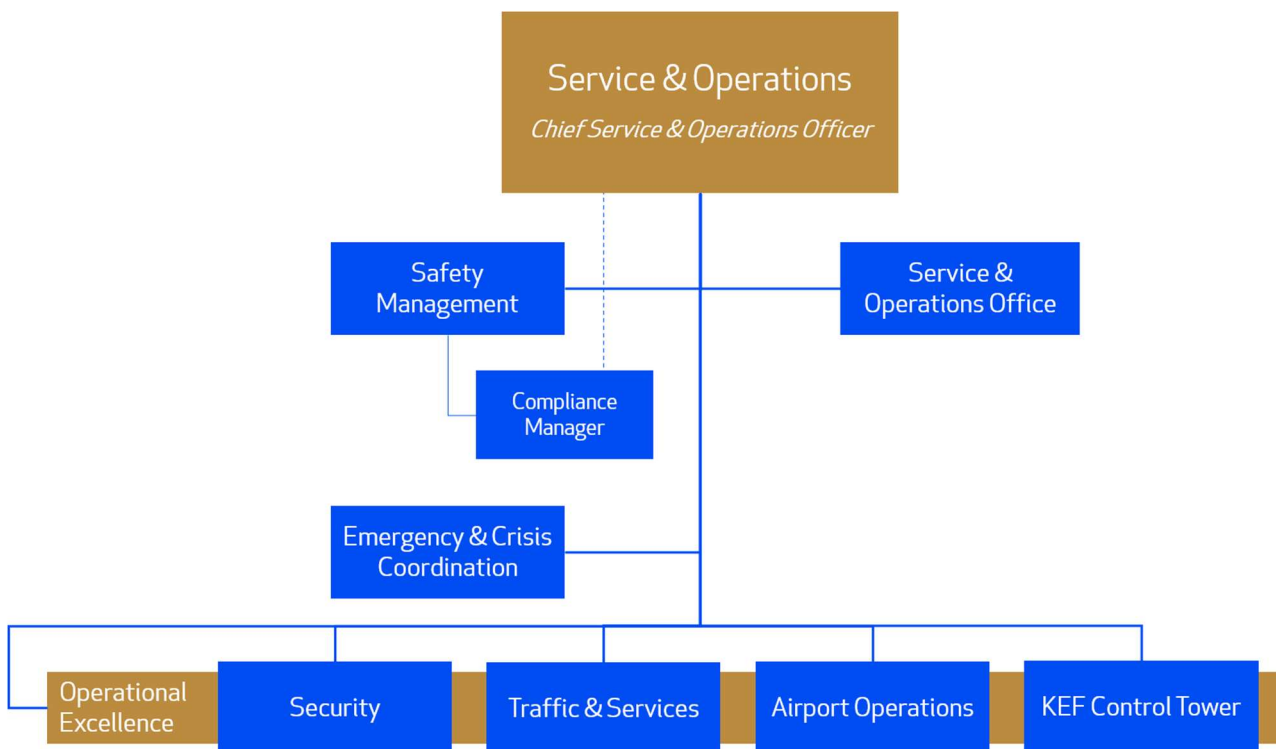 Service & Operations
Chief Service & Operations Officer
Safety
Management
Service &
Operations Office
Compliance
Manager
Emergency & Crisis
Coordination
Operational
Excellence
Security
Traffic & Services
Airport Operations
KEF Control Tower